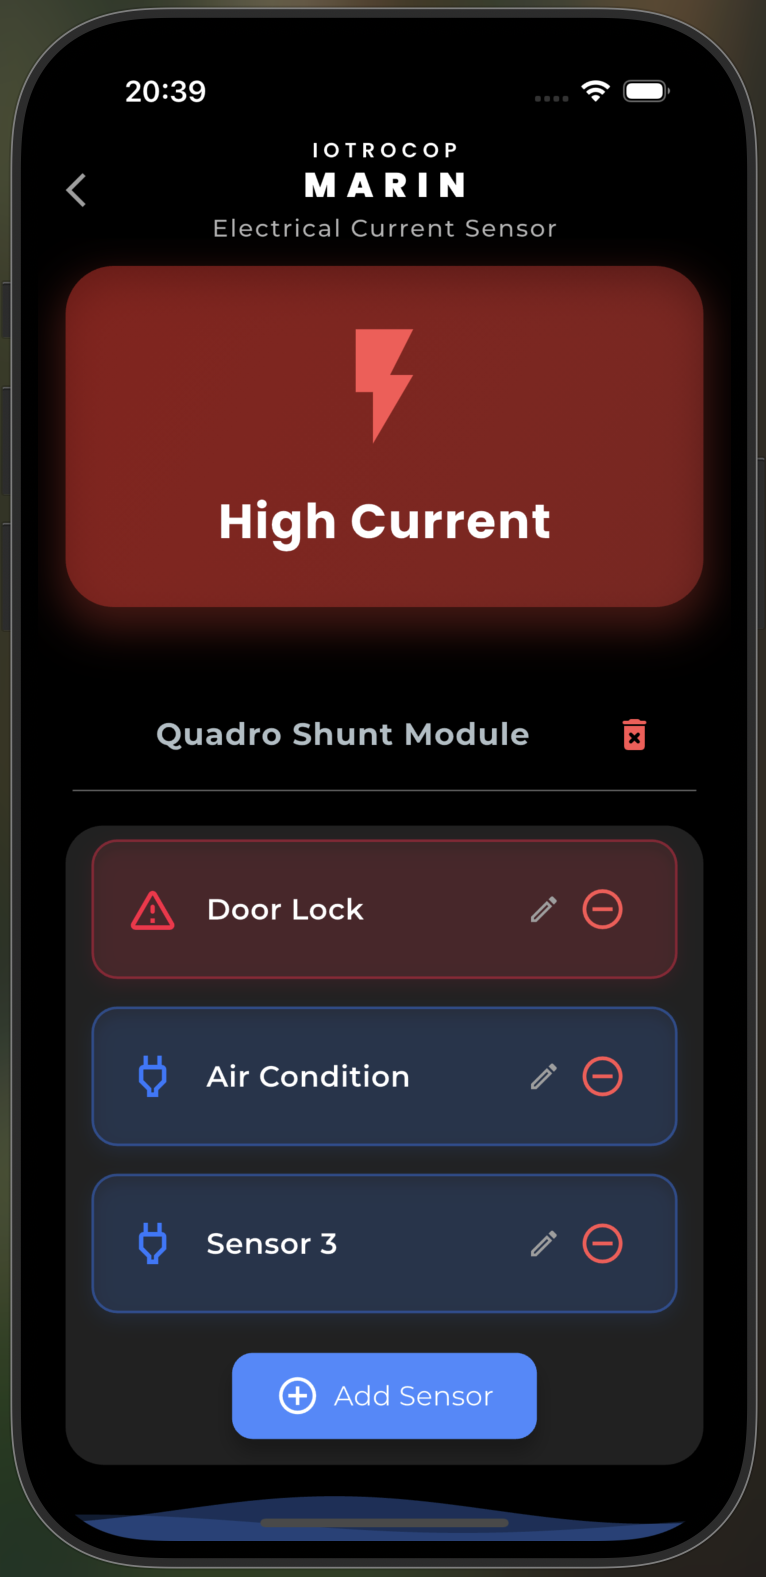 20:39
IOTROCOP
MARIN
Electrical Current Sensor
High Current
Quadro Shunt Module
Door Lock
Air Condition
Sensor 3
Add Sensor